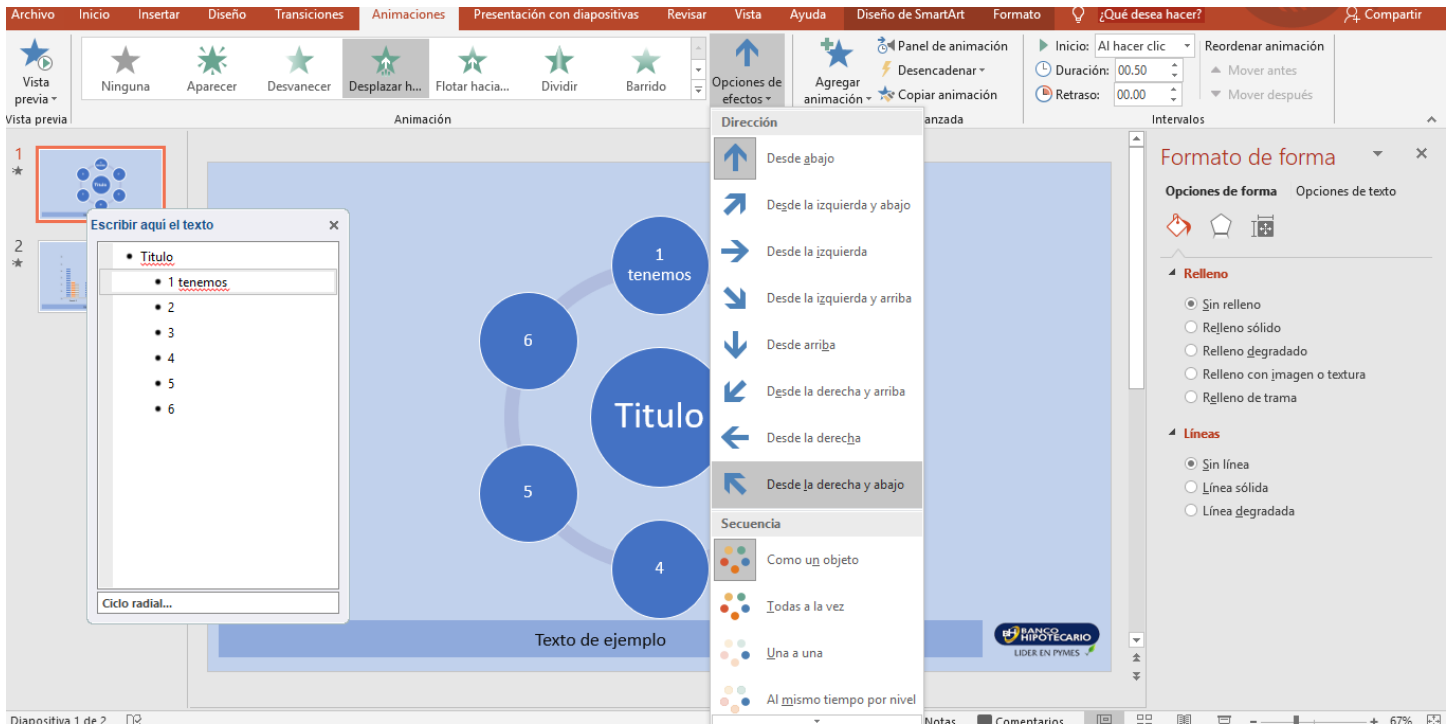 Archivo Inicio Insertar Diseño Transiciones Animaciones Presentación con diapositivas Revisar Vista Ayuda Diseño de SmartArt Formato ¿Qué desea hacer? Compartir
Vista previa
Ninguna Aparecer Desvanecer Desplazar h... Flotar hacia... Dividir Barrido
Opciones de efectos
Agregar animación
Panel de animación
Desencadenar
Copiar animación
Inicio: Al hacer clic
Duración: 00.50
Retraso: 00.00
Reordenar animación
Mover antes
Mover después
Vista previa Animación anzada Intervalos
Dirección
Desde abajo
Desde la izquierda y abajo
Desde la izquierda
Desde la izquierda y arriba
Desde arriba
Desde la derecha y arriba
Desde la derecha
Desde la derecha y abajo
Secuencia
Como un objeto
Todas a la vez
Una a una
Al mismo tiempo por nivel
1
2
Titulo
Escribir aquí el texto
Titulo
1 tenemos
2
3
4
5
6
Ciclo radial...
1
tenemos
6
Titulo
5
4
Texto de ejemplo
BH BANCO
HIPOTECARIO
LIDER EN PYMES
Formato de forma
Opciones de forma Opciones de texto
Relleno
Sin relleno
Relleno sólido
Relleno degradado
Relleno con imagen o textura
Relleno de trama
Líneas
Sin línea
Línea sólida
Línea degradada
Diapositiva 1 de 2 Notas Comentarios 67%